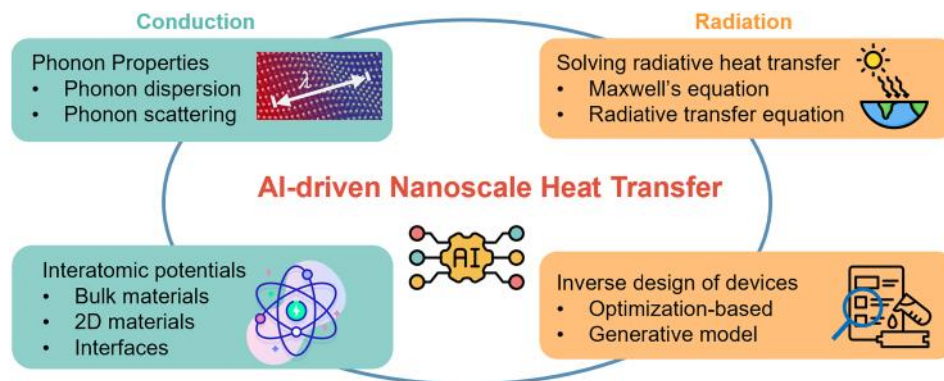 Conduction
Radiation
Phonon Properties
• Phonon dispersion
• Phonon scattering
λ
Solving radiative heat transfer
• Maxwell's equation
• Radiative transfer equation
AI-driven Nanoscale Heat Transfer
AI
Interatomic potentials
• Bulk materials
• 2D materials
• Interfaces
Inverse design of devices
• Optimization-based
• Generative model